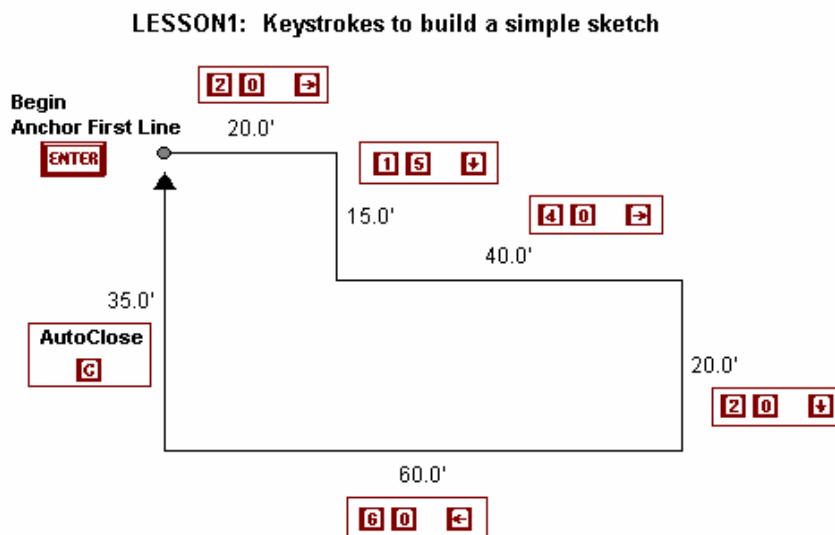 LESSON1: Keystrokes to build a simple sketch
2 0 →
Begin
Anchor First Line
20.0'
ENTER
1 5 ↓
15.0'
4 0 →
40.0'
35.0'
AutoClose
C
20.0'
2 0 ↓
60.0'
6 0 ←